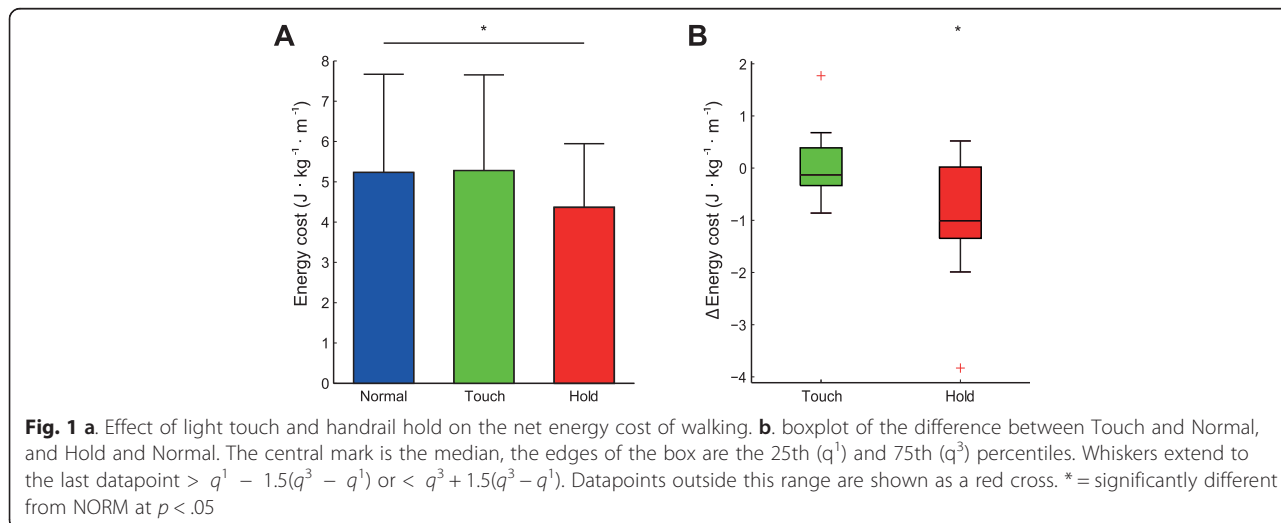 A
*
B
*
8
7
6
5
4
3
2
1
0
Energy cost (J · kg⁻¹ · m⁻¹)
Normal
Touch
Hold
2
1
0
−1
−2
−3
−4
Δ Energy cost (J · kg⁻¹ · m⁻¹)
Touch
Hold
Fig. 1 a. Effect of light touch and handrail hold on the net energy cost of walking. b. boxplot of the difference between Touch and Normal,
and Hold and Normal. The central mark is the median, the edges of the box are the 25th (q¹) and 75th (q³) percentiles. Whiskers extend to
the last datapoint > q¹ − 1.5(q³ − q¹) or < q³ + 1.5(q³ − q¹). Datapoints outside this range are shown as a red cross. * = significantly different
from NORM at p < .05